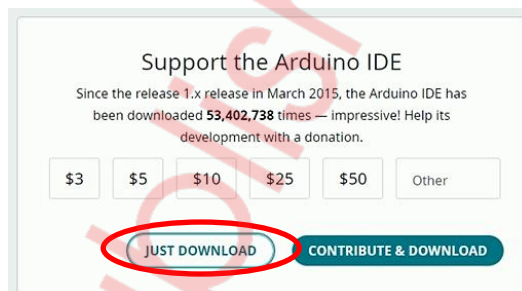 Support the Arduino IDE
Since the release 1.x release in March 2015, the Arduino IDE has
been downloaded 53,402,738 times — impressive! Help its
development with a donation.
$3 $5 $10 $25 $50 Other
JUST DOWNLOAD CONTRIBUTE & DOWNLOAD